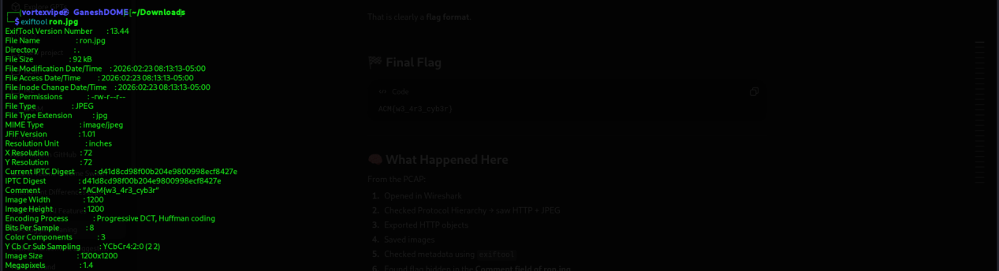 (vortexviper㉿ GaneshDOME)-[~/Downloads]
$ exiftool ron.jpg
ExifTool Version Number : 13.44
File Name : ron.jpg
Directory : .
File Size : 92 kB
File Modification Date/Time : 2026:02:23 08:13:13-05:00
File Access Date/Time : 2026:02:23 08:13:13-05:00
File Inode Change Date/Time : 2026:02:23 08:13:13-05:00
File Permissions : -rw-r--r--
File Type : JPEG
File Type Extension : jpg
MIME Type : image/jpeg
JFIF Version : 1.01
Resolution Unit : inches
X Resolution : 72
Y Resolution : 72
Current IPTC Digest : d41d8cd98f00b204e9800998ecf8427e
IPTC Digest : d41d8cd98f00b204e9800998ecf8427e
Comment : "ACM{w3_4r3_cyb3r"
Image Width : 1200
Image Height : 1200
Encoding Process : Progressive DCT, Huffman coding
Bits Per Sample : 8
Color Components : 3
Y Cb Cr Sub Sampling : YCbCr4:2:0 (2 2)
Image Size : 1200x1200
Megapixels : 1.4
That is clearly a flag format.
🏁 Final Flag
Code
ACM{w3_4r3_cyb3r}
🧠 What Happened Here
From the PCAP:
1. Opened in Wireshark
2. Checked Protocol Hierarchy → saw HTTP + JPEG
3. Exported HTTP objects
4. Saved images
5. Checked metadata using exiftool
6. Found flag hidden in the Comment field of ron.jpg